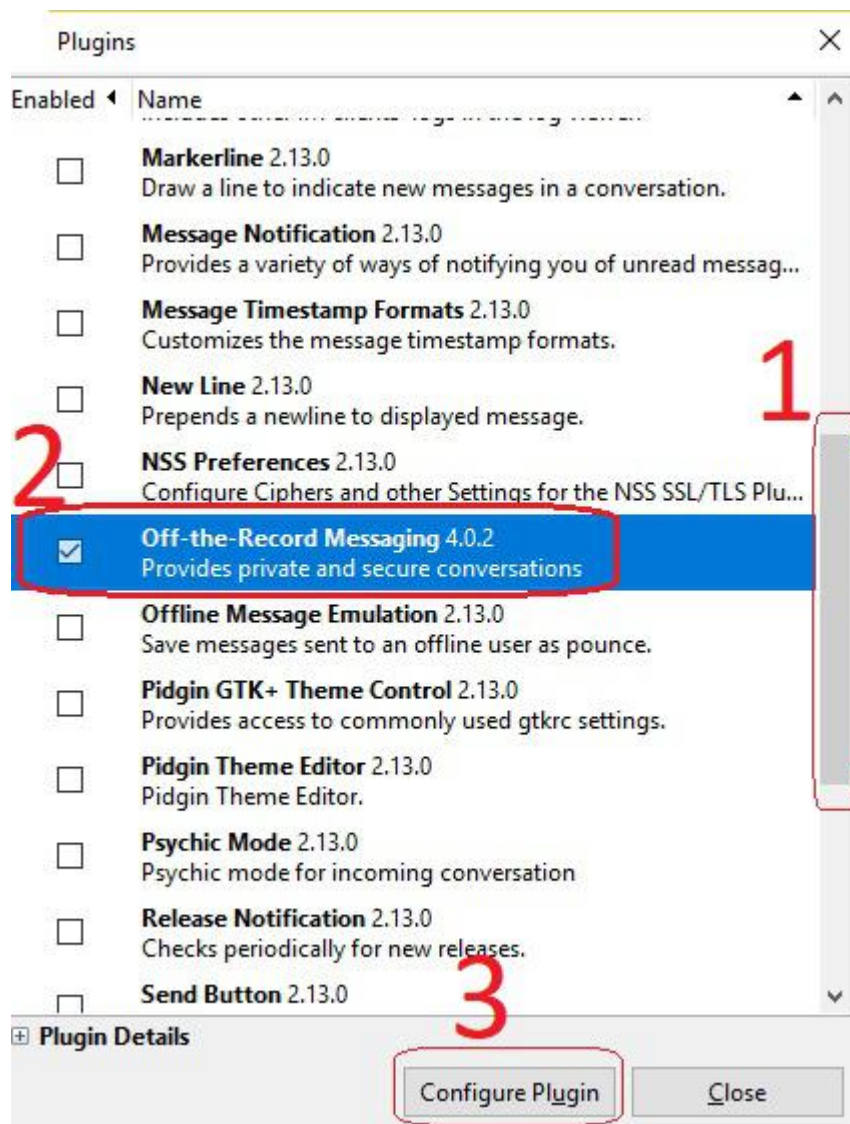 Plugins
Enabled Name
Markerline 2.13.0
Draw a line to indicate new messages in a conversation.
Message Notification 2.13.0
Provides a variety of ways of notifying you of unread messag...
Message Timestamp Formats 2.13.0
Customizes the message timestamp formats.
1
New Line 2.13.0
Prepends a newline to displayed message.
2
NSS Preferences 2.13.0
Configure Ciphers and other Settings for the NSS SSL/TLS Plu...
Off-the-Record Messaging 4.0.2
Provides private and secure conversations
Offline Message Emulation 2.13.0
Save messages sent to an offline user as pounce.
Pidgin GTK+ Theme Control 2.13.0
Provides access to commonly used gtkrc settings.
Pidgin Theme Editor 2.13.0
Pidgin Theme Editor.
Psychic Mode 2.13.0
Psychic mode for incoming conversation
Release Notification 2.13.0
Checks periodically for new releases.
Send Button 2.13.0
3
Plugin Details
Configure Plugin Close